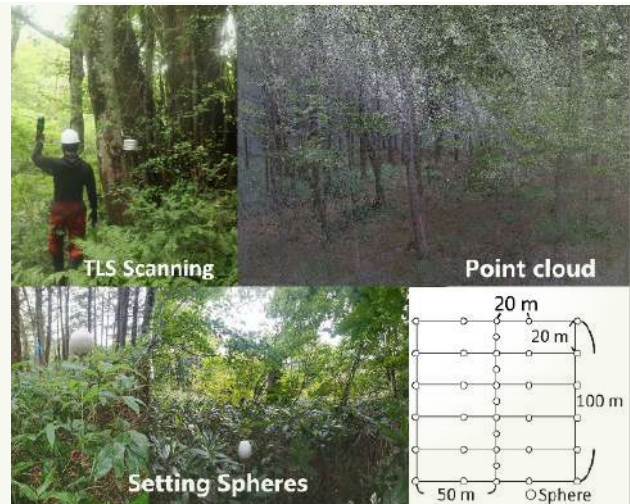 TLS Scanning
Point cloud
Setting Spheres
20 m
20 m
100 m
50 m
Sphere